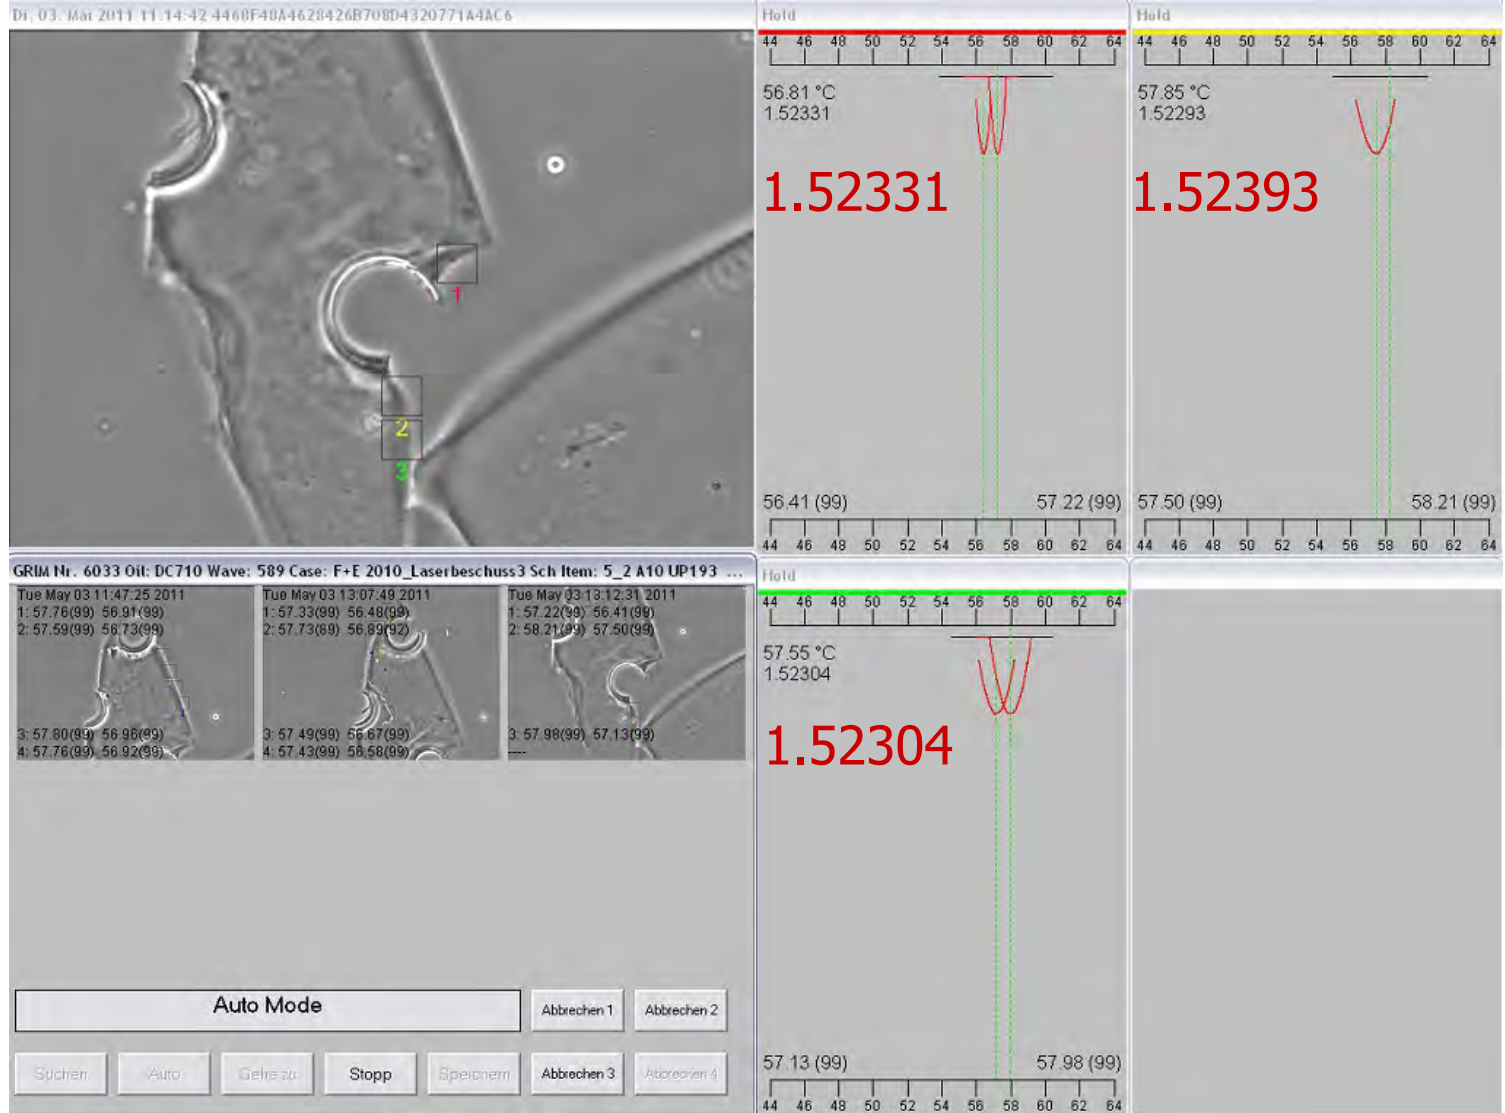 Di, 03. Mai 2011 11:14:42 4468F48A4628426B708D4320771A4AC6
1
2
3
Hold
44 46 48 50 52 54 56 58 60 62 64
56.81 °C
1.52331
1.52331
56.41 (99) 57.22 (99)
44 46 48 50 52 54 56 58 60 62 64
Hold
44 46 48 50 52 54 56 58 60 62 64
57.85 °C
1.52293
1.52393
57.50 (99) 58.21 (99)
44 46 48 50 52 54 56 58 60 62 64
GRIM Nr. 6033 Oil: DC710 Wave: 589 Case: F+E 2010_Laserbeschuss3 Sch Item: 5_2 A10 UP193 ...
Tue May 03 11:47:25 2011
1: 57.76(99) 56.91(99)
2: 57.59(99) 56.73(99)
3: 57.80(99) 56.96(99)
4: 57.76(99) 56.92(99)
Tue May 03 13:07:49 2011
1: 57.33(99) 56.48(99)
2: 57.73(69) 56.89(92)
3: 57.49(99) 56.67(99)
4: 57.43(99) 56.58(99)
Tue May 03 13:12:31 2011
1: 57.22(99) 56.41(99)
2: 58.21(99) 57.50(99)
3: 57.98(99) 57.13(99)
----
Hold
44 46 48 50 52 54 56 58 60 62 64
57.55 °C
1.52304
1.52304
57.13 (99) 57.98 (99)
44 46 48 50 52 54 56 58 60 62 64
Auto Mode
Abbrechen 1
Abbrechen 2
Suchen
Auto
Gehe zu
Stopp
Speichern
Abbrechen 3
Abbrechen 4